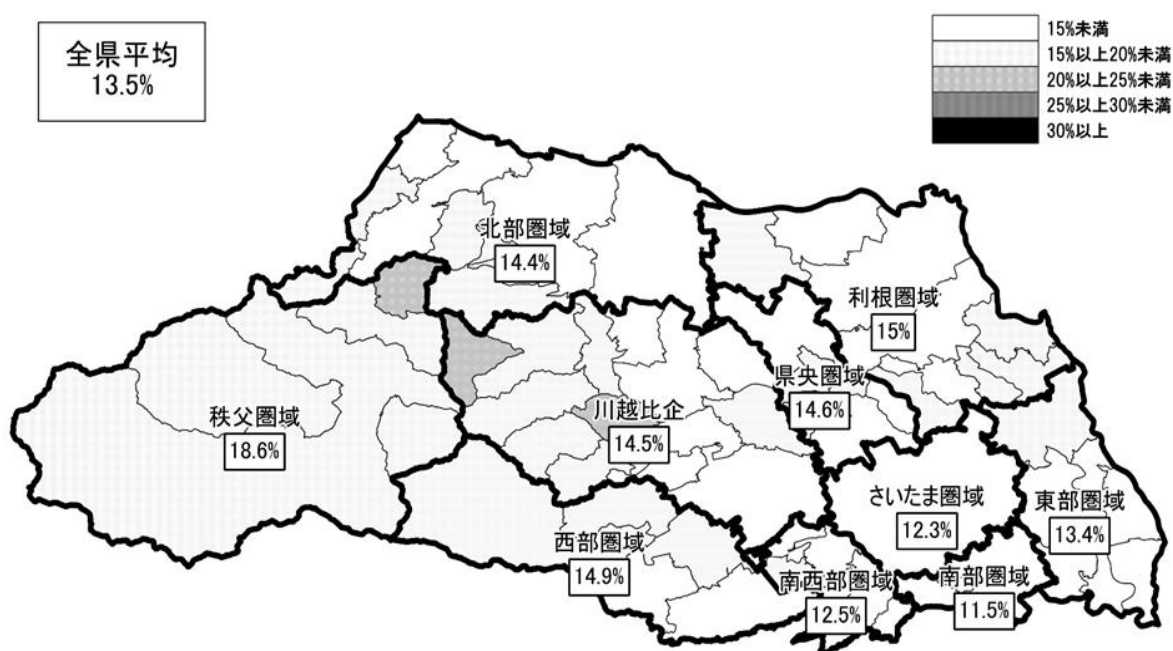 全県平均
13.5%
15%未満
15%以上20%未満
20%以上25%未満
25%以上30%未満
30%以上
北部圏域
14.4%
利根圏域
15%
県央圏域
14.6%
川越比企
14.5%
秩父圏域
18.6%
さいたま圏域
12.3%
東部圏域
13.4%
西部圏域
14.9%
南西部圏域
12.5%
南部圏域
11.5%